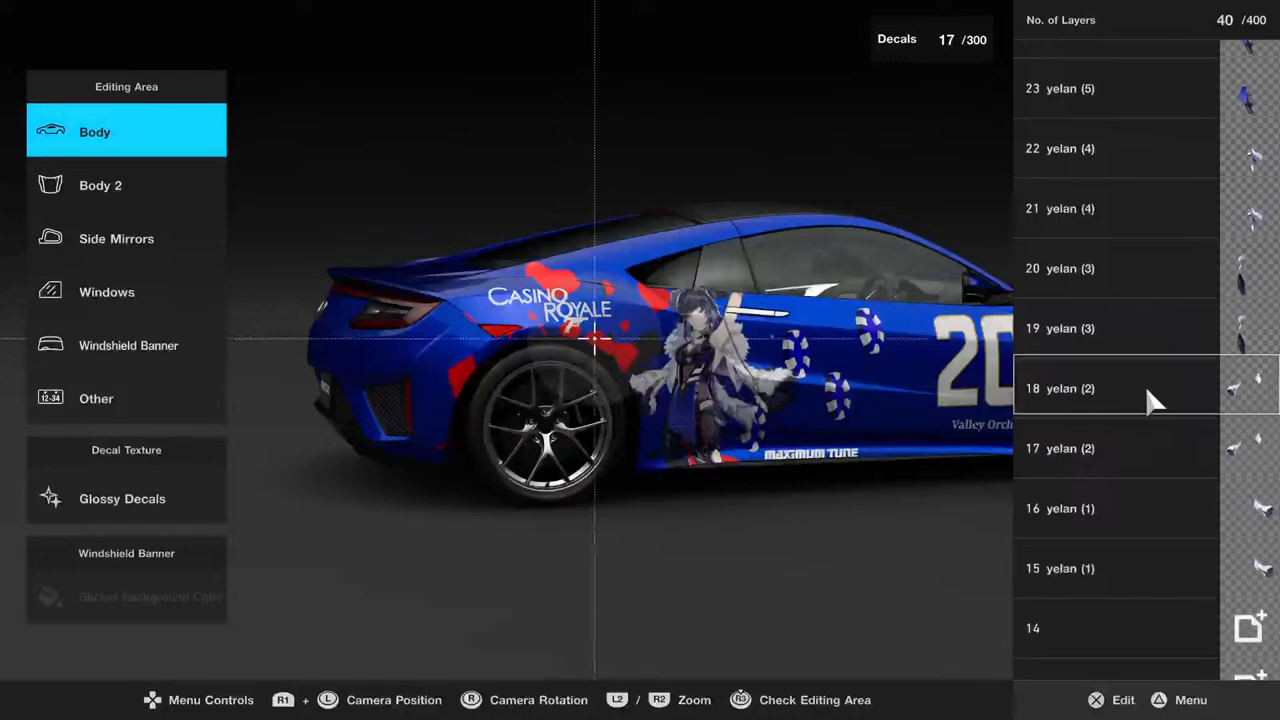 Decals 17 /300
No. of Layers 40 /400
Editing Area
Body
Body 2
Side Mirrors
Windows
Windshield Banner
12-34 Other
Decal Texture
Glossy Decals
Windshield Banner
Sticker Background Color
CASINO
ROYALE
20
Valley Orch
MAXIMUM TUNE
23 yelan (5)
22 yelan (4)
21 yelan (4)
20 yelan (3)
19 yelan (3)
18 yelan (2)
17 yelan (2)
16 yelan (1)
15 yelan (1)
14
Menu Controls R1 + L Camera Position R Camera Rotation L2 / R2 Zoom R3 Check Editing Area Edit Menu